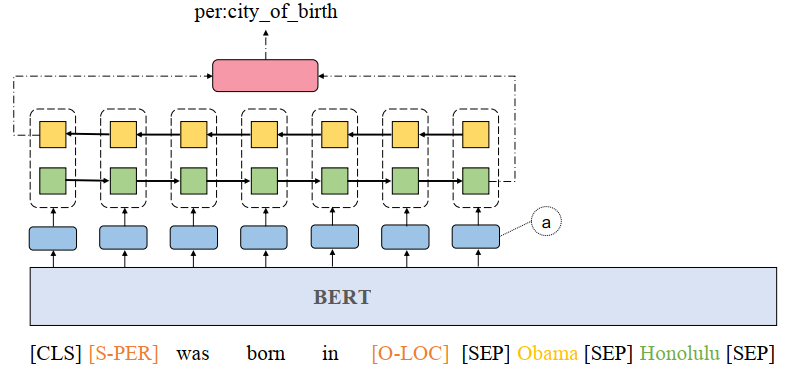 per:city_of_birth
a
BERT
[CLS] [S-PER] was born in [O-LOC] [SEP] Obama [SEP] Honolulu [SEP]